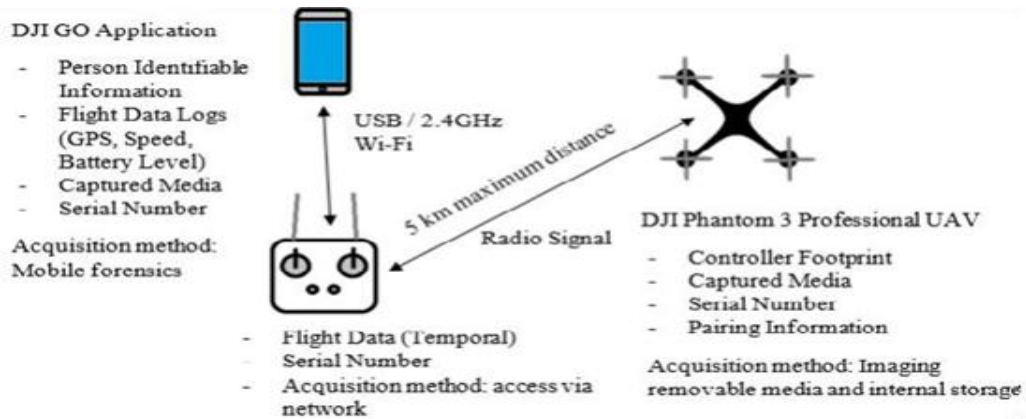 DJI GO Application
- Person Identifiable
Information
- Flight Data Logs
(GPS, Speed,
Battery Level)
- Captured Media
- Serial Number
Acquisition method:
Mobile forensics
USB / 2.4GHz
Wi-Fi
5 km maximum distance
Radio Signal
- Flight Data (Temporal)
- Serial Number
- Acquisition method: access via
network
DJI Phantom 3 Professional UAV
- Controller Footprint
- Captured Media
- Serial Number
- Pairing Information
Acquisition method: Imaging
removable media and internal storage